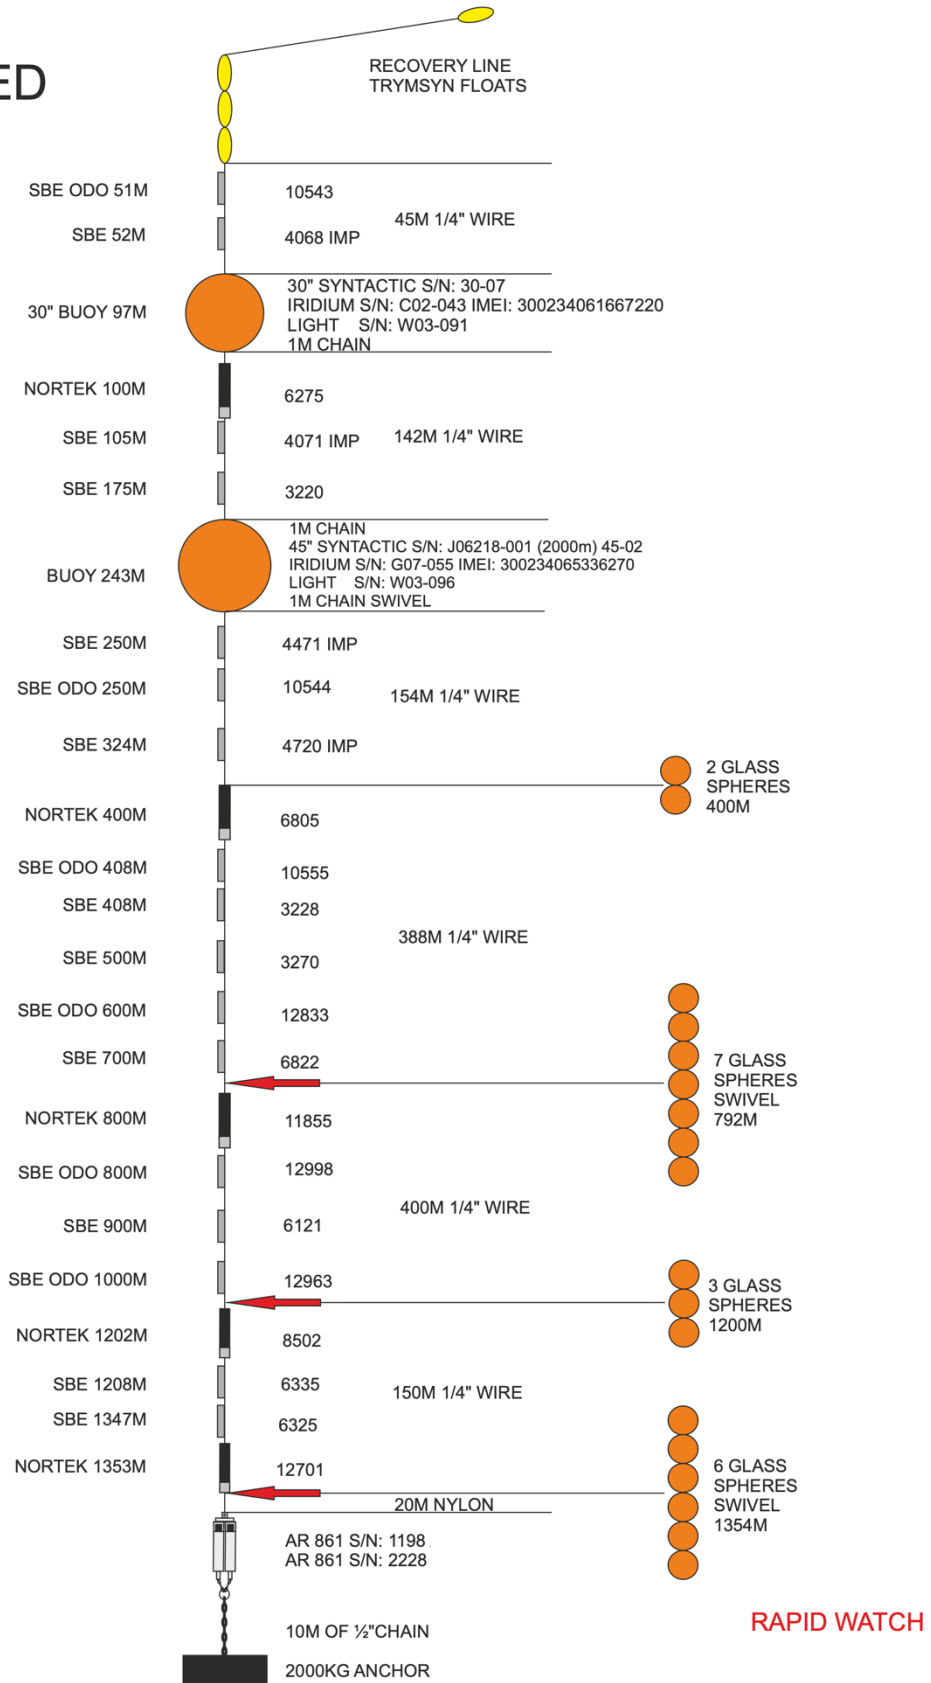 ED
RECOVERY LINE
TRYMSYN FLOATS
SBE ODO 51M
10543
45M 1/4" WIRE
SBE 52M
4068 IMP
30" BUOY 97M
30" SYNTACTIC S/N: 30-07
IRIDIUM S/N: C02-043 IMEI: 300234061667220
LIGHT S/N: W03-091
1M CHAIN
NORTEK 100M
6275
SBE 105M
4071 IMP
142M 1/4" WIRE
SBE 175M
3220
BUOY 243M
1M CHAIN
45" SYNTACTIC S/N: J06218-001 (2000m) 45-02
IRIDIUM S/N: G07-055 IMEI: 300234065336270
LIGHT S/N: W03-096
1M CHAIN SWIVEL
SBE 250M
4471 IMP
SBE ODO 250M
10544
154M 1/4" WIRE
SBE 324M
4720 IMP
2 GLASS
SPHERES
400M
NORTEK 400M
6805
SBE ODO 408M
10555
SBE 408M
3228
388M 1/4" WIRE
SBE 500M
3270
SBE ODO 600M
12833
SBE 700M
6822
7 GLASS
SPHERES
SWIVEL
792M
NORTEK 800M
11855
SBE ODO 800M
12998
400M 1/4" WIRE
SBE 900M
6121
SBE ODO 1000M
12963
3 GLASS
SPHERES
1200M
NORTEK 1202M
8502
SBE 1208M
6335
150M 1/4" WIRE
SBE 1347M
6325
NORTEK 1353M
12701
6 GLASS
SPHERES
SWIVEL
1354M
20M NYLON
AR 861 S/N: 1198
AR 861 S/N: 2228
10M OF ½"CHAIN
RAPID WATCH
2000KG ANCHOR